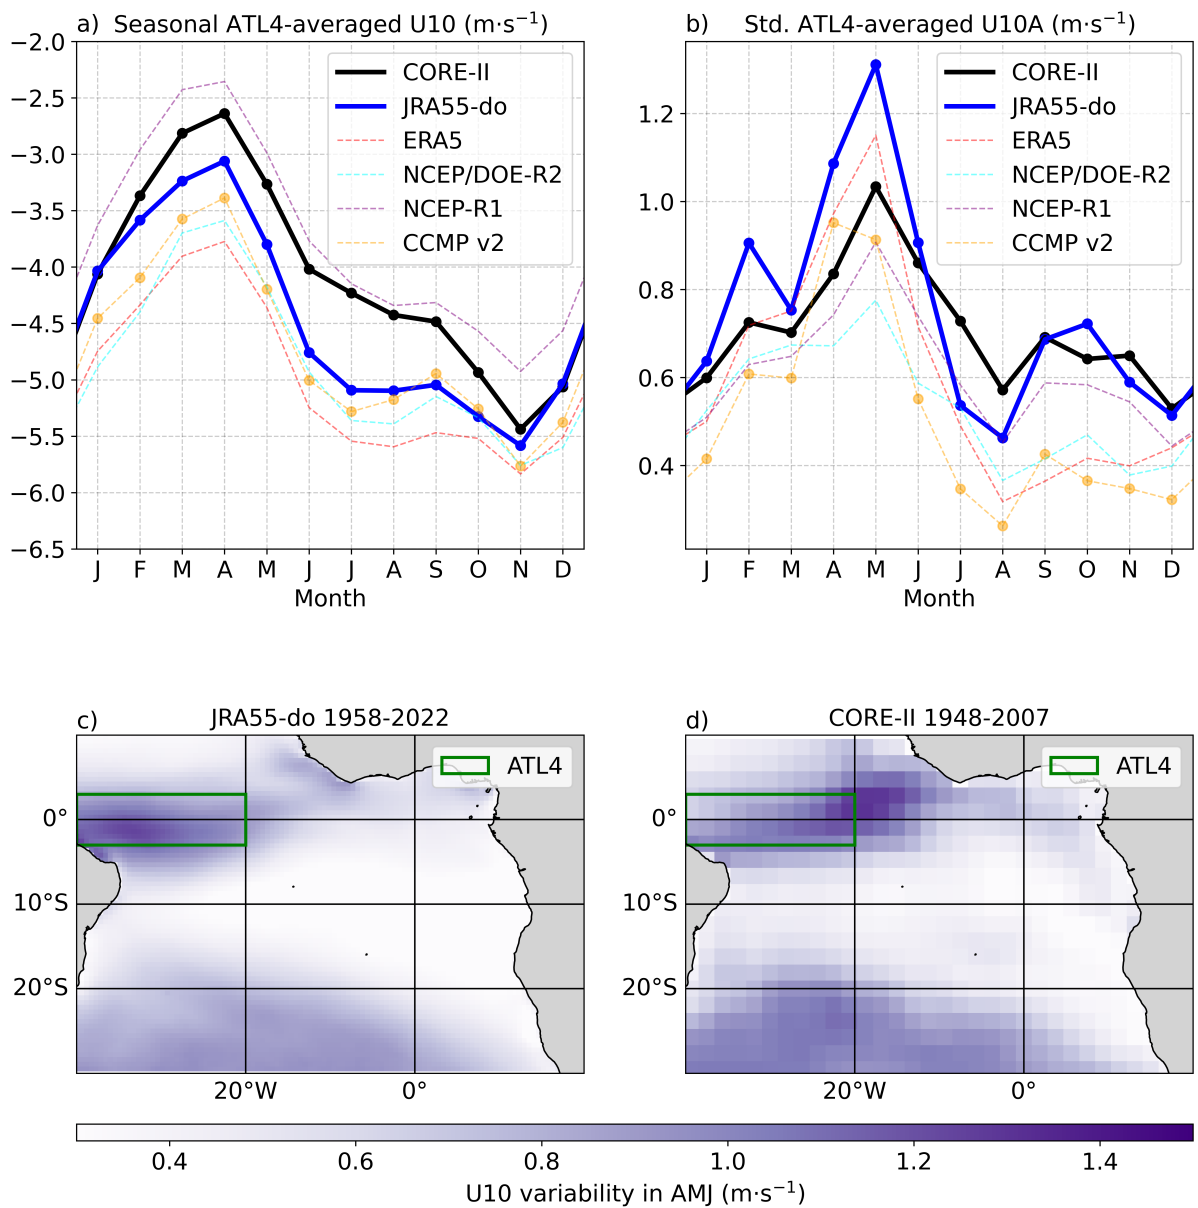 a) Seasonal ATL4-averaged U10 (m·s⁻¹)
−2.0
−2.5
−3.0
−3.5
−4.0
−4.5
−5.0
−5.5
−6.0
−6.5
CORE-II
JRA55-do
ERA5
NCEP/DOE-R2
NCEP-R1
CCMP v2
J F M A M J J A S O N D
Month
b) Std. ATL4-averaged U10A (m·s⁻¹)
1.2
1.0
0.8
0.6
0.4
CORE-II
JRA55-do
ERA5
NCEP/DOE-R2
NCEP-R1
CCMP v2
J F M A M J J A S O N D
Month
c) JRA55-do 1958-2022
ATL4
0°
10°S
20°S
20°W 0°
d) CORE-II 1948-2007
ATL4
0°
10°S
20°S
20°W 0°
0.4 0.6 0.8 1.0 1.2 1.4
U10 variability in AMJ (m·s⁻¹)